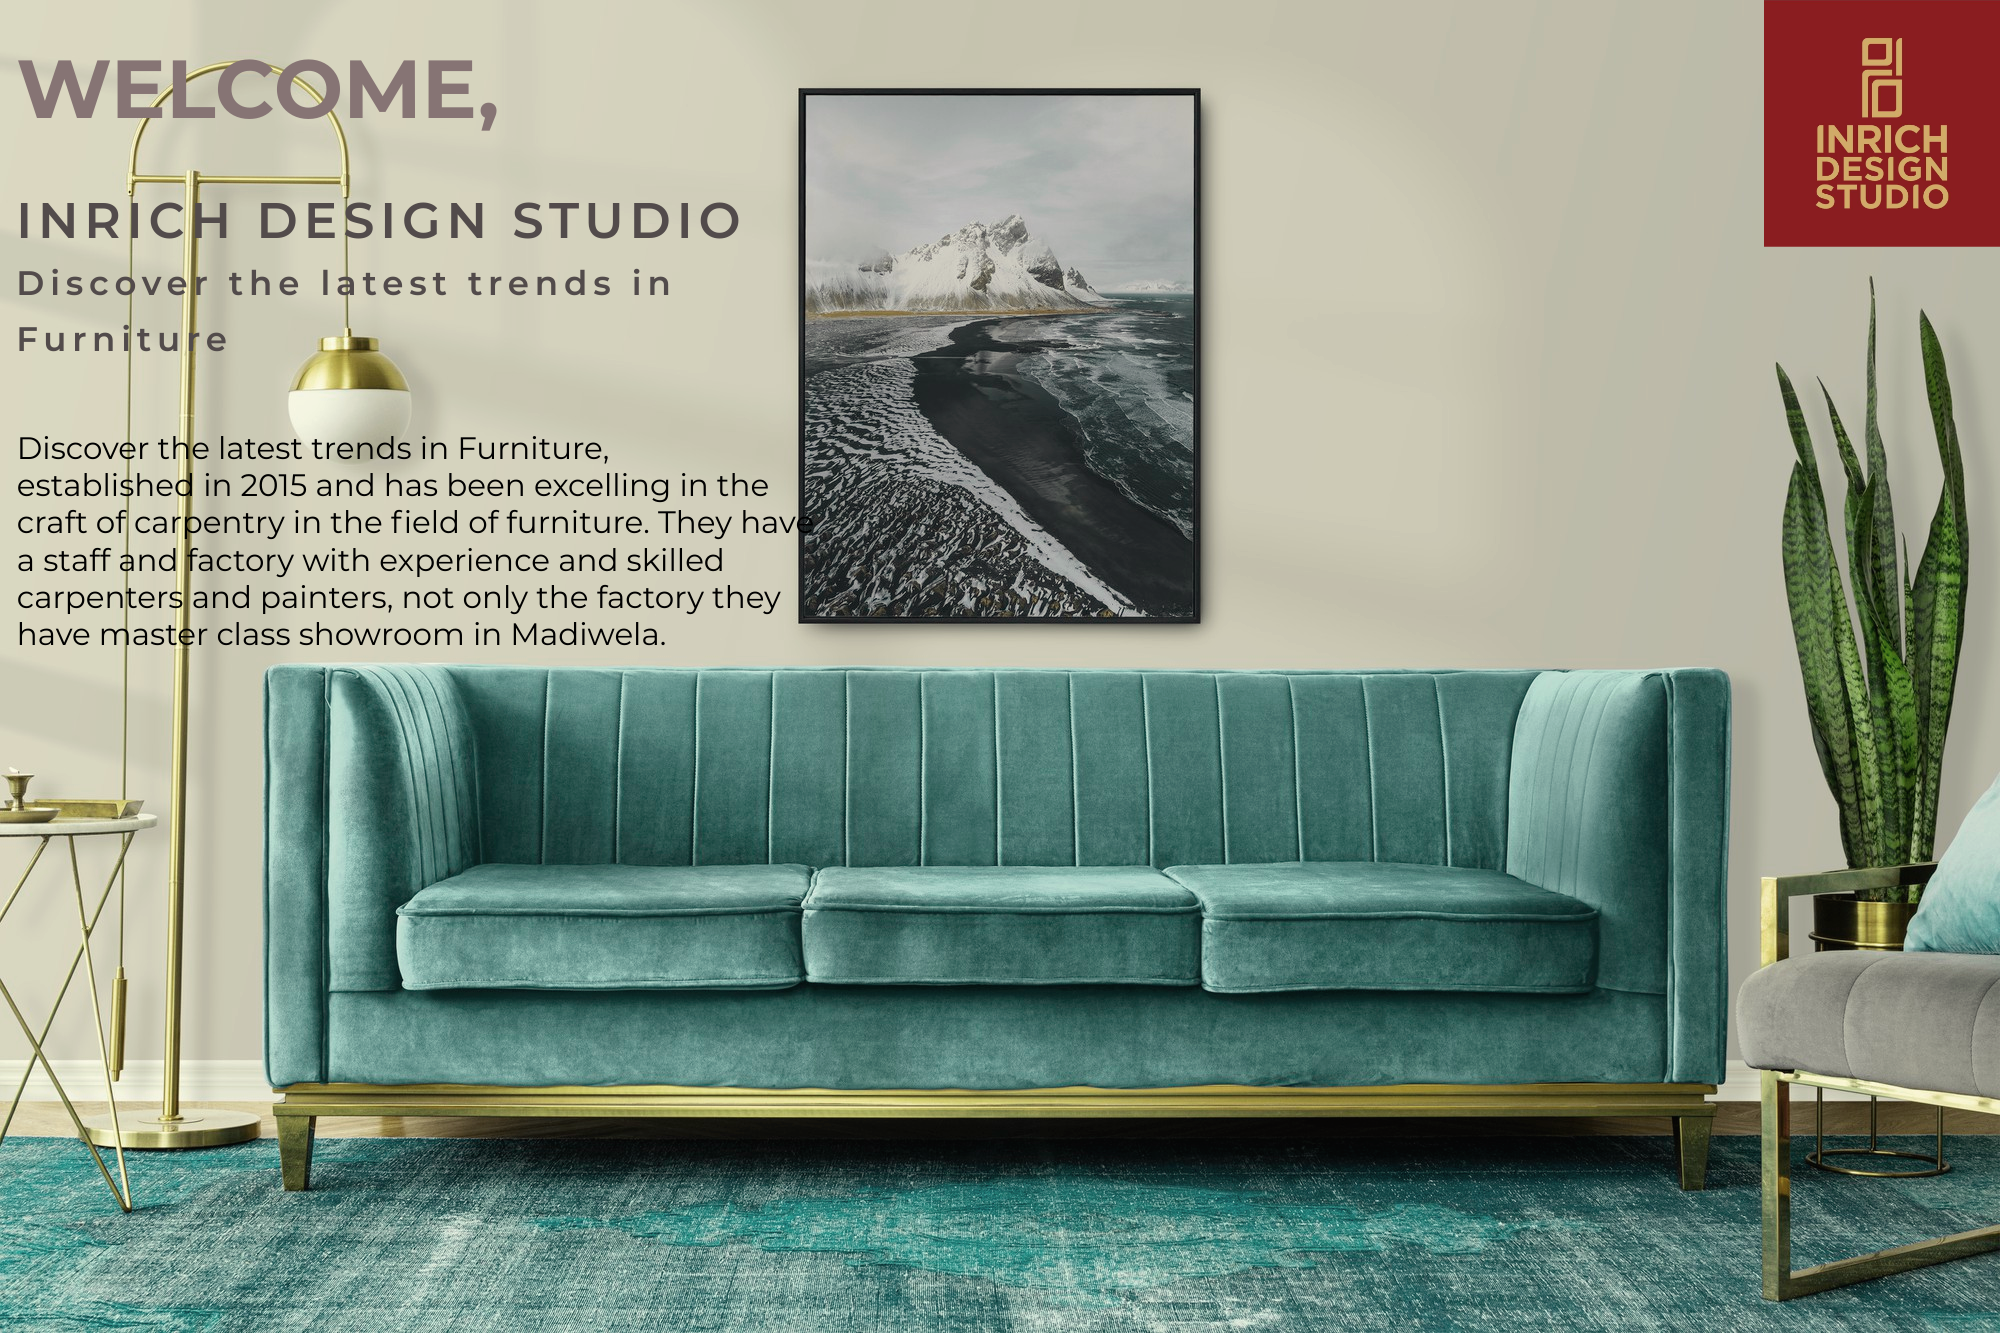 WELCOME,
INRICH DESIGN STUDIO
Discover the latest trends in
Furniture
Discover the latest trends in Furniture,
established in 2015 and has been excelling in the
craft of carpentry in the field of furniture. They have
a staff and factory with experience and skilled
carpenters and painters, not only the factory they
have master class showroom in Madiwela.
INRICH
DESIGN
STUDIO